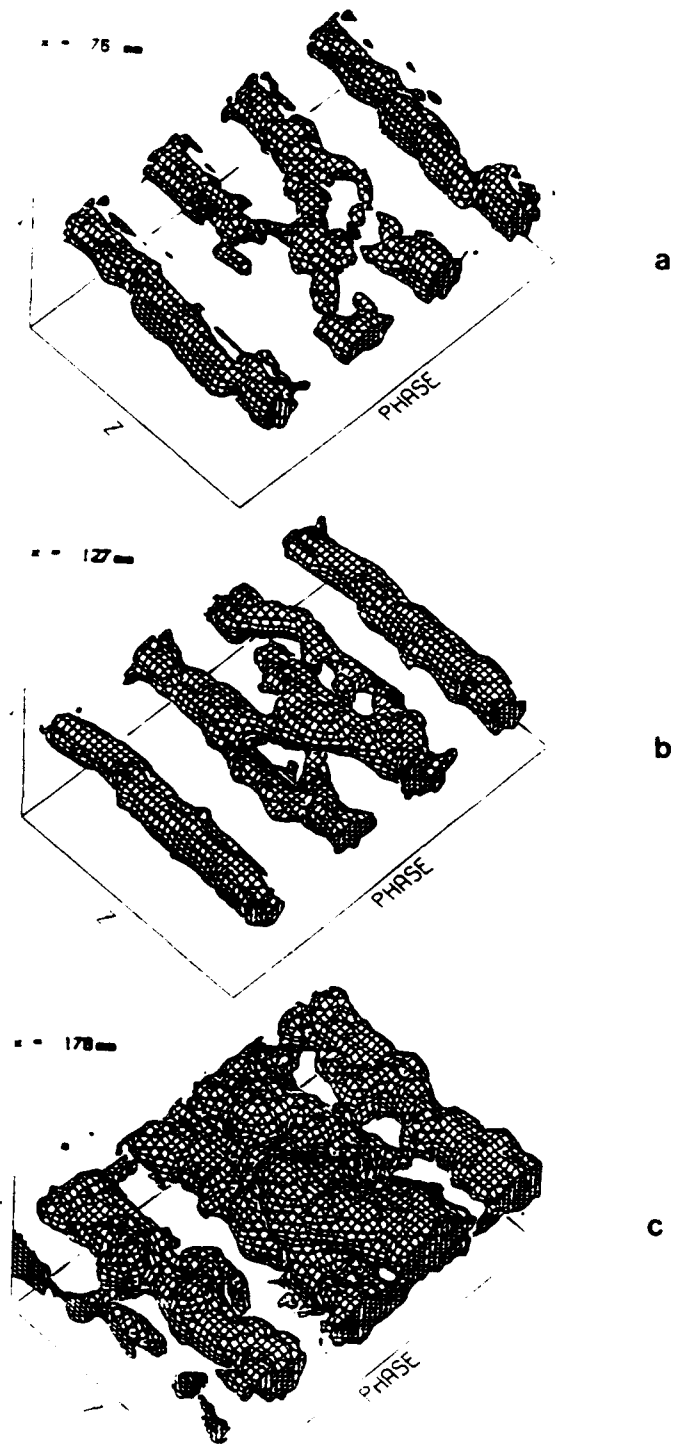 x = 76 mm
a
PHASE
Z
x = 127 mm
b
PHASE
Z
x = 178 mm
c
PHASE